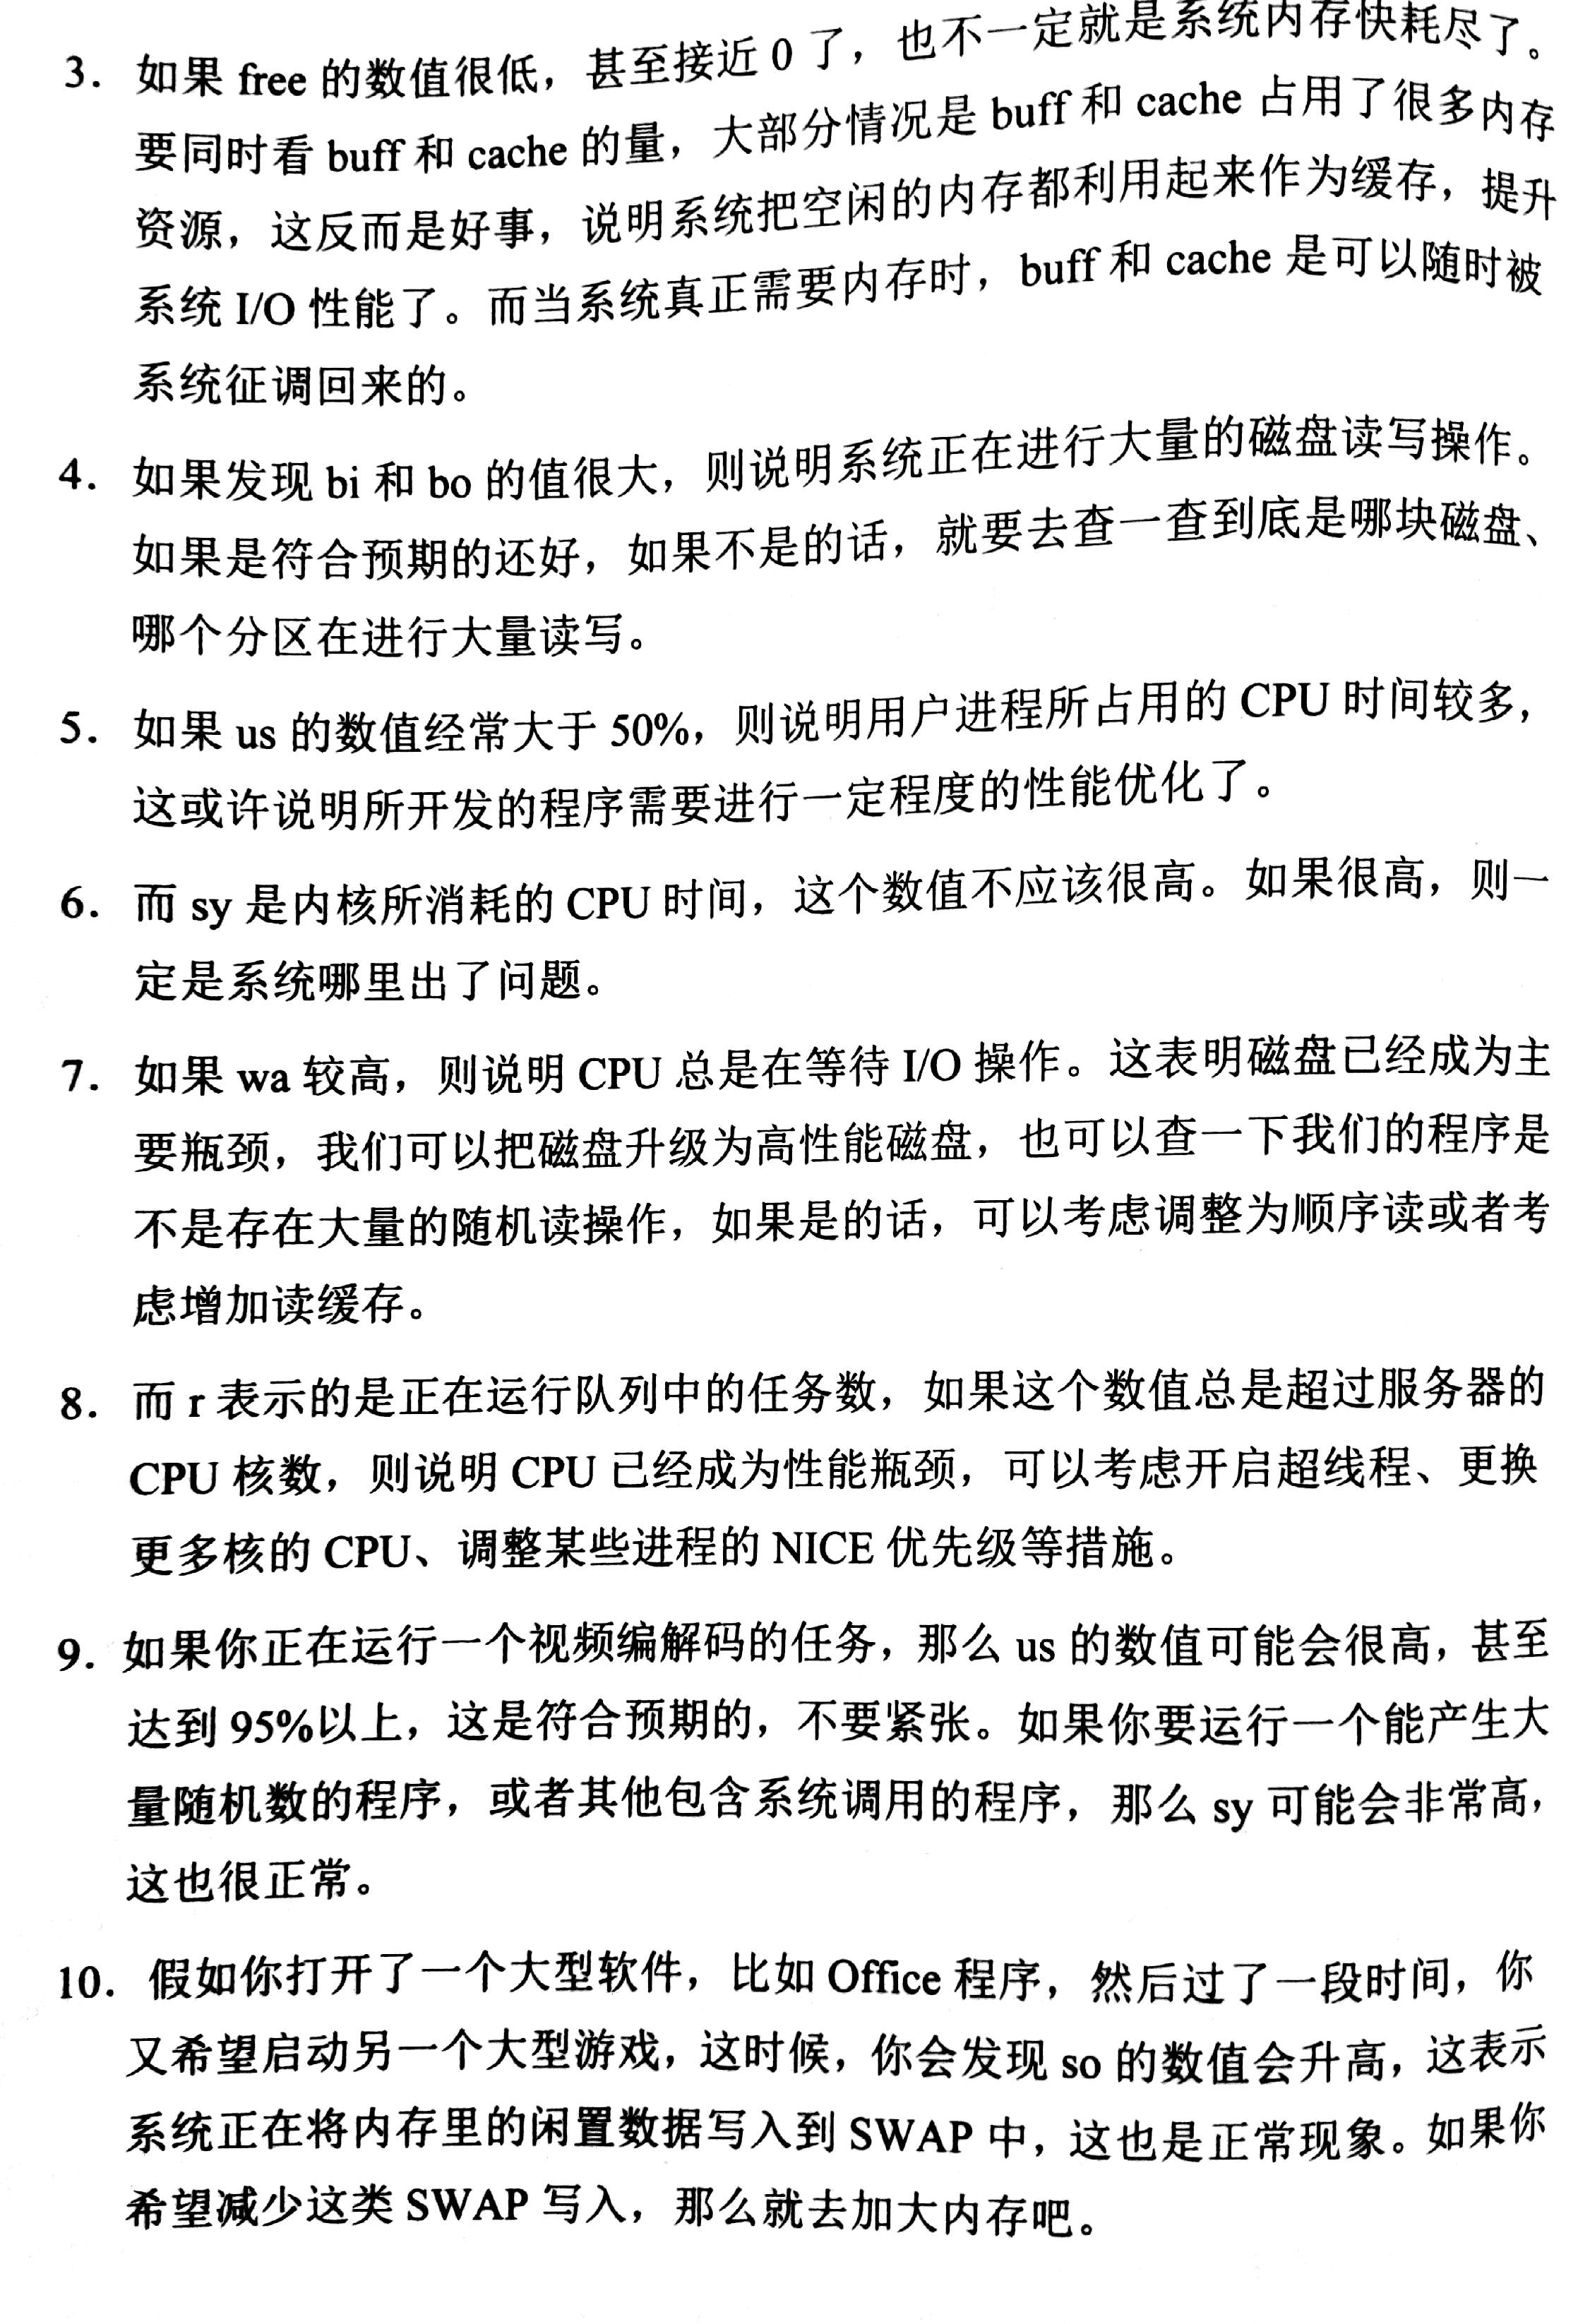 3. 如果 free 的数值很低，甚至接近 0 了，也不一定就是系统内存快耗尽了。
要同时看 buff 和 cache 的量，大部分情况是 buff 和 cache 占用了很多内存
资源，这反而是好事，说明系统把空闲的内存都利用起来作为缓存，提升
系统 I/O 性能了。而当系统真正需要内存时，buff 和 cache 是可以随时被
系统征调回来的。
4. 如果发现 bi 和 bo 的值很大，则说明系统正在进行大量的磁盘读写操作。
如果是符合预期的还好，如果不是的话，就要去查一查到底是哪块磁盘、
哪个分区在进行大量读写。
5. 如果 us 的数值经常大于 50%，则说明用户进程所占用的 CPU 时间较多，
这或许说明所开发的程序需要进行一定程度的性能优化了。
6. 而 sy 是内核所消耗的 CPU 时间，这个数值不应该很高。如果很高，则一
定是系统哪里出了问题。
7. 如果 wa 较高，则说明 CPU 总是在等待 I/O 操作。这表明磁盘已经成为主
要瓶颈，我们可以把磁盘升级为高性能磁盘，也可以查一下我们的程序是
不是存在大量的随机读操作，如果是的话，可以考虑调整为顺序读或者考
虑增加读缓存。
8. 而 r 表示的是正在运行队列中的任务数，如果这个数值总是超过服务器的
CPU 核数，则说明 CPU 已经成为性能瓶颈，可以考虑开启超线程、更换
更多核的 CPU、调整某些进程的 NICE 优先级等措施。
9. 如果你正在运行一个视频编解码的任务，那么 us 的数值可能会很高，甚至
达到 95%以上，这是符合预期的，不要紧张。如果你要运行一个能产生大
量随机数的程序，或者其他包含系统调用的程序，那么 sy 可能会非常高，
这也很正常。
10. 假如你打开了一个大型软件，比如 Office 程序，然后过了一段时间，你
又希望启动另一个大型游戏，这时候，你会发现 so 的数值会升高，这表示
系统正在将内存里的闲置数据写入到 SWAP 中，这也是正常现象。如果你
希望减少这类 SWAP 写入，那么就去加大内存吧。